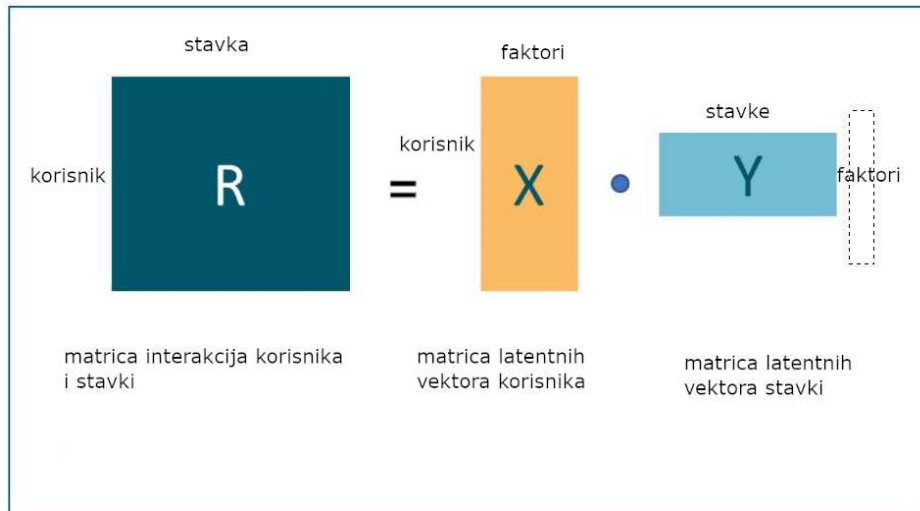 stavka
korisnik
R
=
faktori
korisnik
X
stavke
Y
faktori
matrica interakcija korisnika
i stavki
matrica latentnih
vektora korisnika
matrica latentnih
vektora stavki